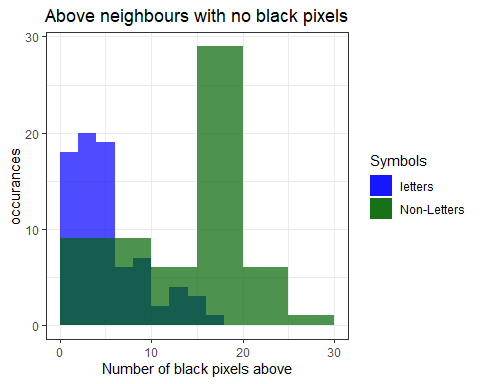 Above neighbours with no black pixels
30
20
10
0
occurances
0 10 20 30
Number of black pixels above
Symbols
letters
Non-Letters